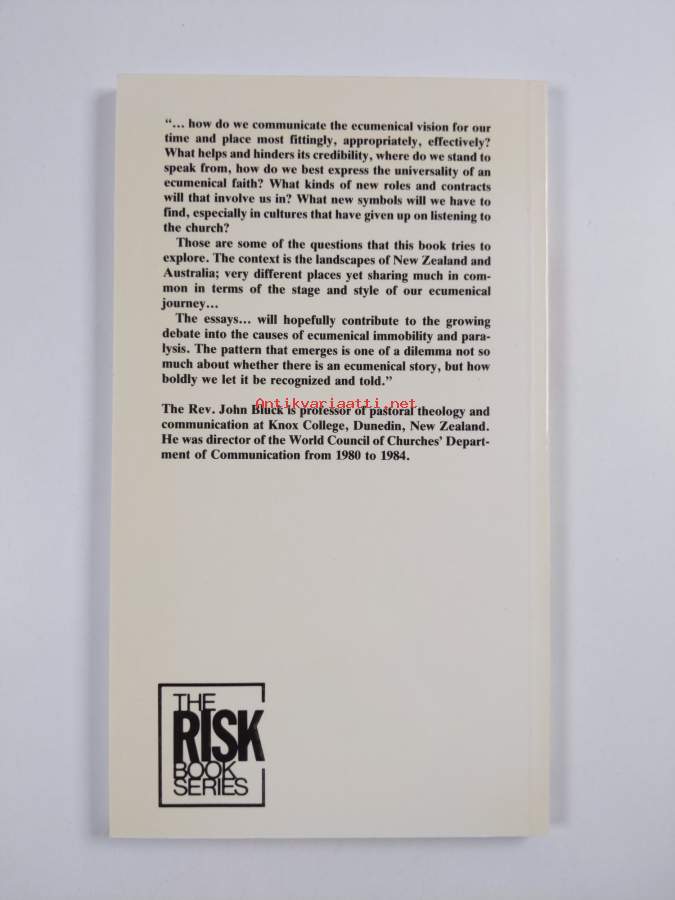 “... how do we communicate the ecumenical vision for our
time and place most fittingly, appropriately, effectively?
What helps and hinders its credibility, where do we stand to
speak from, how do we best express the universality of an
ecumenical faith? What kinds of new roles and contracts
will that involve us in? What new symbols will we have to
find, especially in cultures that have given up on listening to
the church?
Those are some of the questions that this book tries to
explore. The context is the landscapes of New Zealand and
Australia; very different places yet sharing much in com-
mon in terms of the stage and style of our ecumenical
journey...
The essays... will hopefully contribute to the growing
debate into the causes of ecumenical immobility and para-
lysis. The pattern that emerges is one of a dilemma not so
much about whether there is an ecumenical story, but how
boldly we let it be recognized and told.”
Antikvariaatti.net
The Rev. John Bluck is professor of pastoral theology and
communication at Knox College, Dunedin, New Zealand.
He was director of the World Council of Churches’ Depart-
ment of Communication from 1980 to 1984.
THE
RISK
BOOK
SERIES